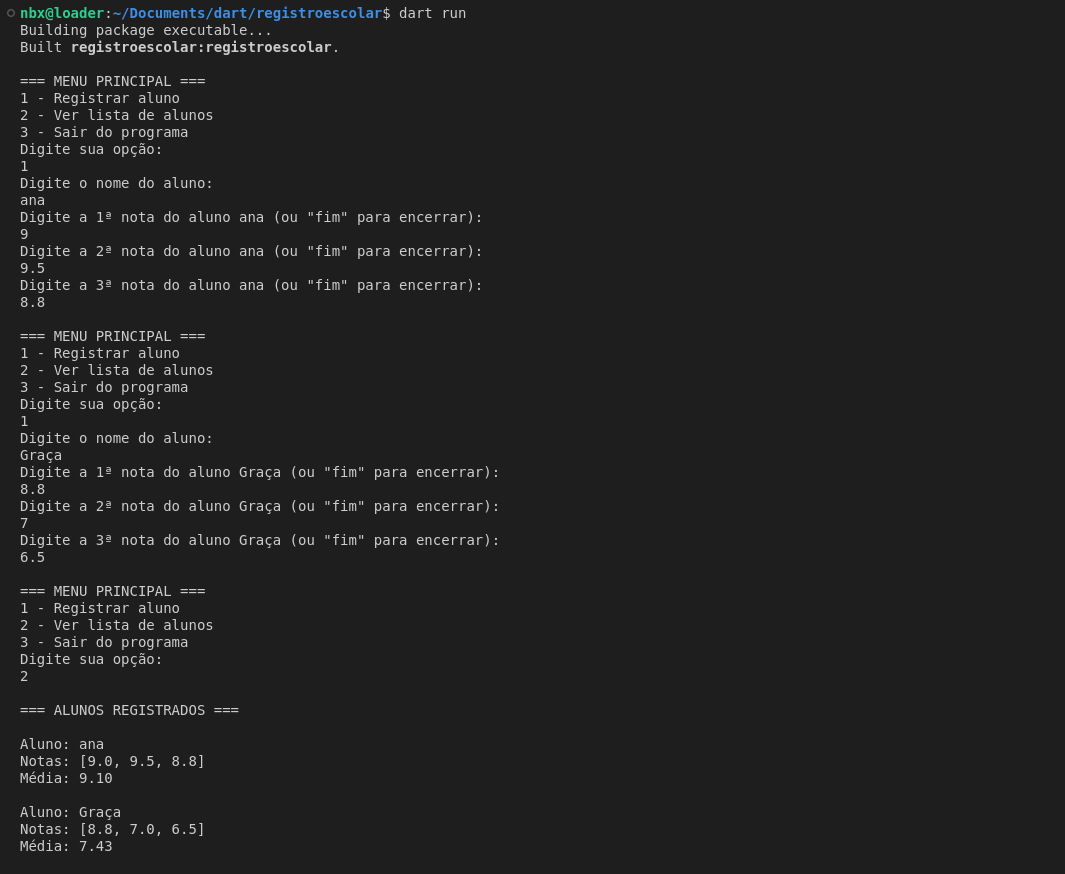 nbx@loader:~/Documents/dart/registroescolar$ dart run
Building package executable...
Built registroescolar:registroescolar.
=== MENU PRINCIPAL ===
1 - Registrar aluno
2 - Ver lista de alunos
3 - Sair do programa
Digite sua opção:
1
Digite o nome do aluno:
ana
Digite a 1ª nota do aluno ana (ou "fim" para encerrar):
9
Digite a 2ª nota do aluno ana (ou "fim" para encerrar):
9.5
Digite a 3ª nota do aluno ana (ou "fim" para encerrar):
8.8
=== MENU PRINCIPAL ===
1 - Registrar aluno
2 - Ver lista de alunos
3 - Sair do programa
Digite sua opção:
1
Digite o nome do aluno:
Graça
Digite a 1ª nota do aluno Graça (ou "fim" para encerrar):
8.8
Digite a 2ª nota do aluno Graça (ou "fim" para encerrar):
7
Digite a 3ª nota do aluno Graça (ou "fim" para encerrar):
6.5
=== MENU PRINCIPAL ===
1 - Registrar aluno
2 - Ver lista de alunos
3 - Sair do programa
Digite sua opção:
2
=== ALUNOS REGISTRADOS ===
Aluno: ana
Notas: [9.0, 9.5, 8.8]
Média: 9.10
Aluno: Graça
Notas: [8.8, 7.0, 6.5]
Média: 7.43